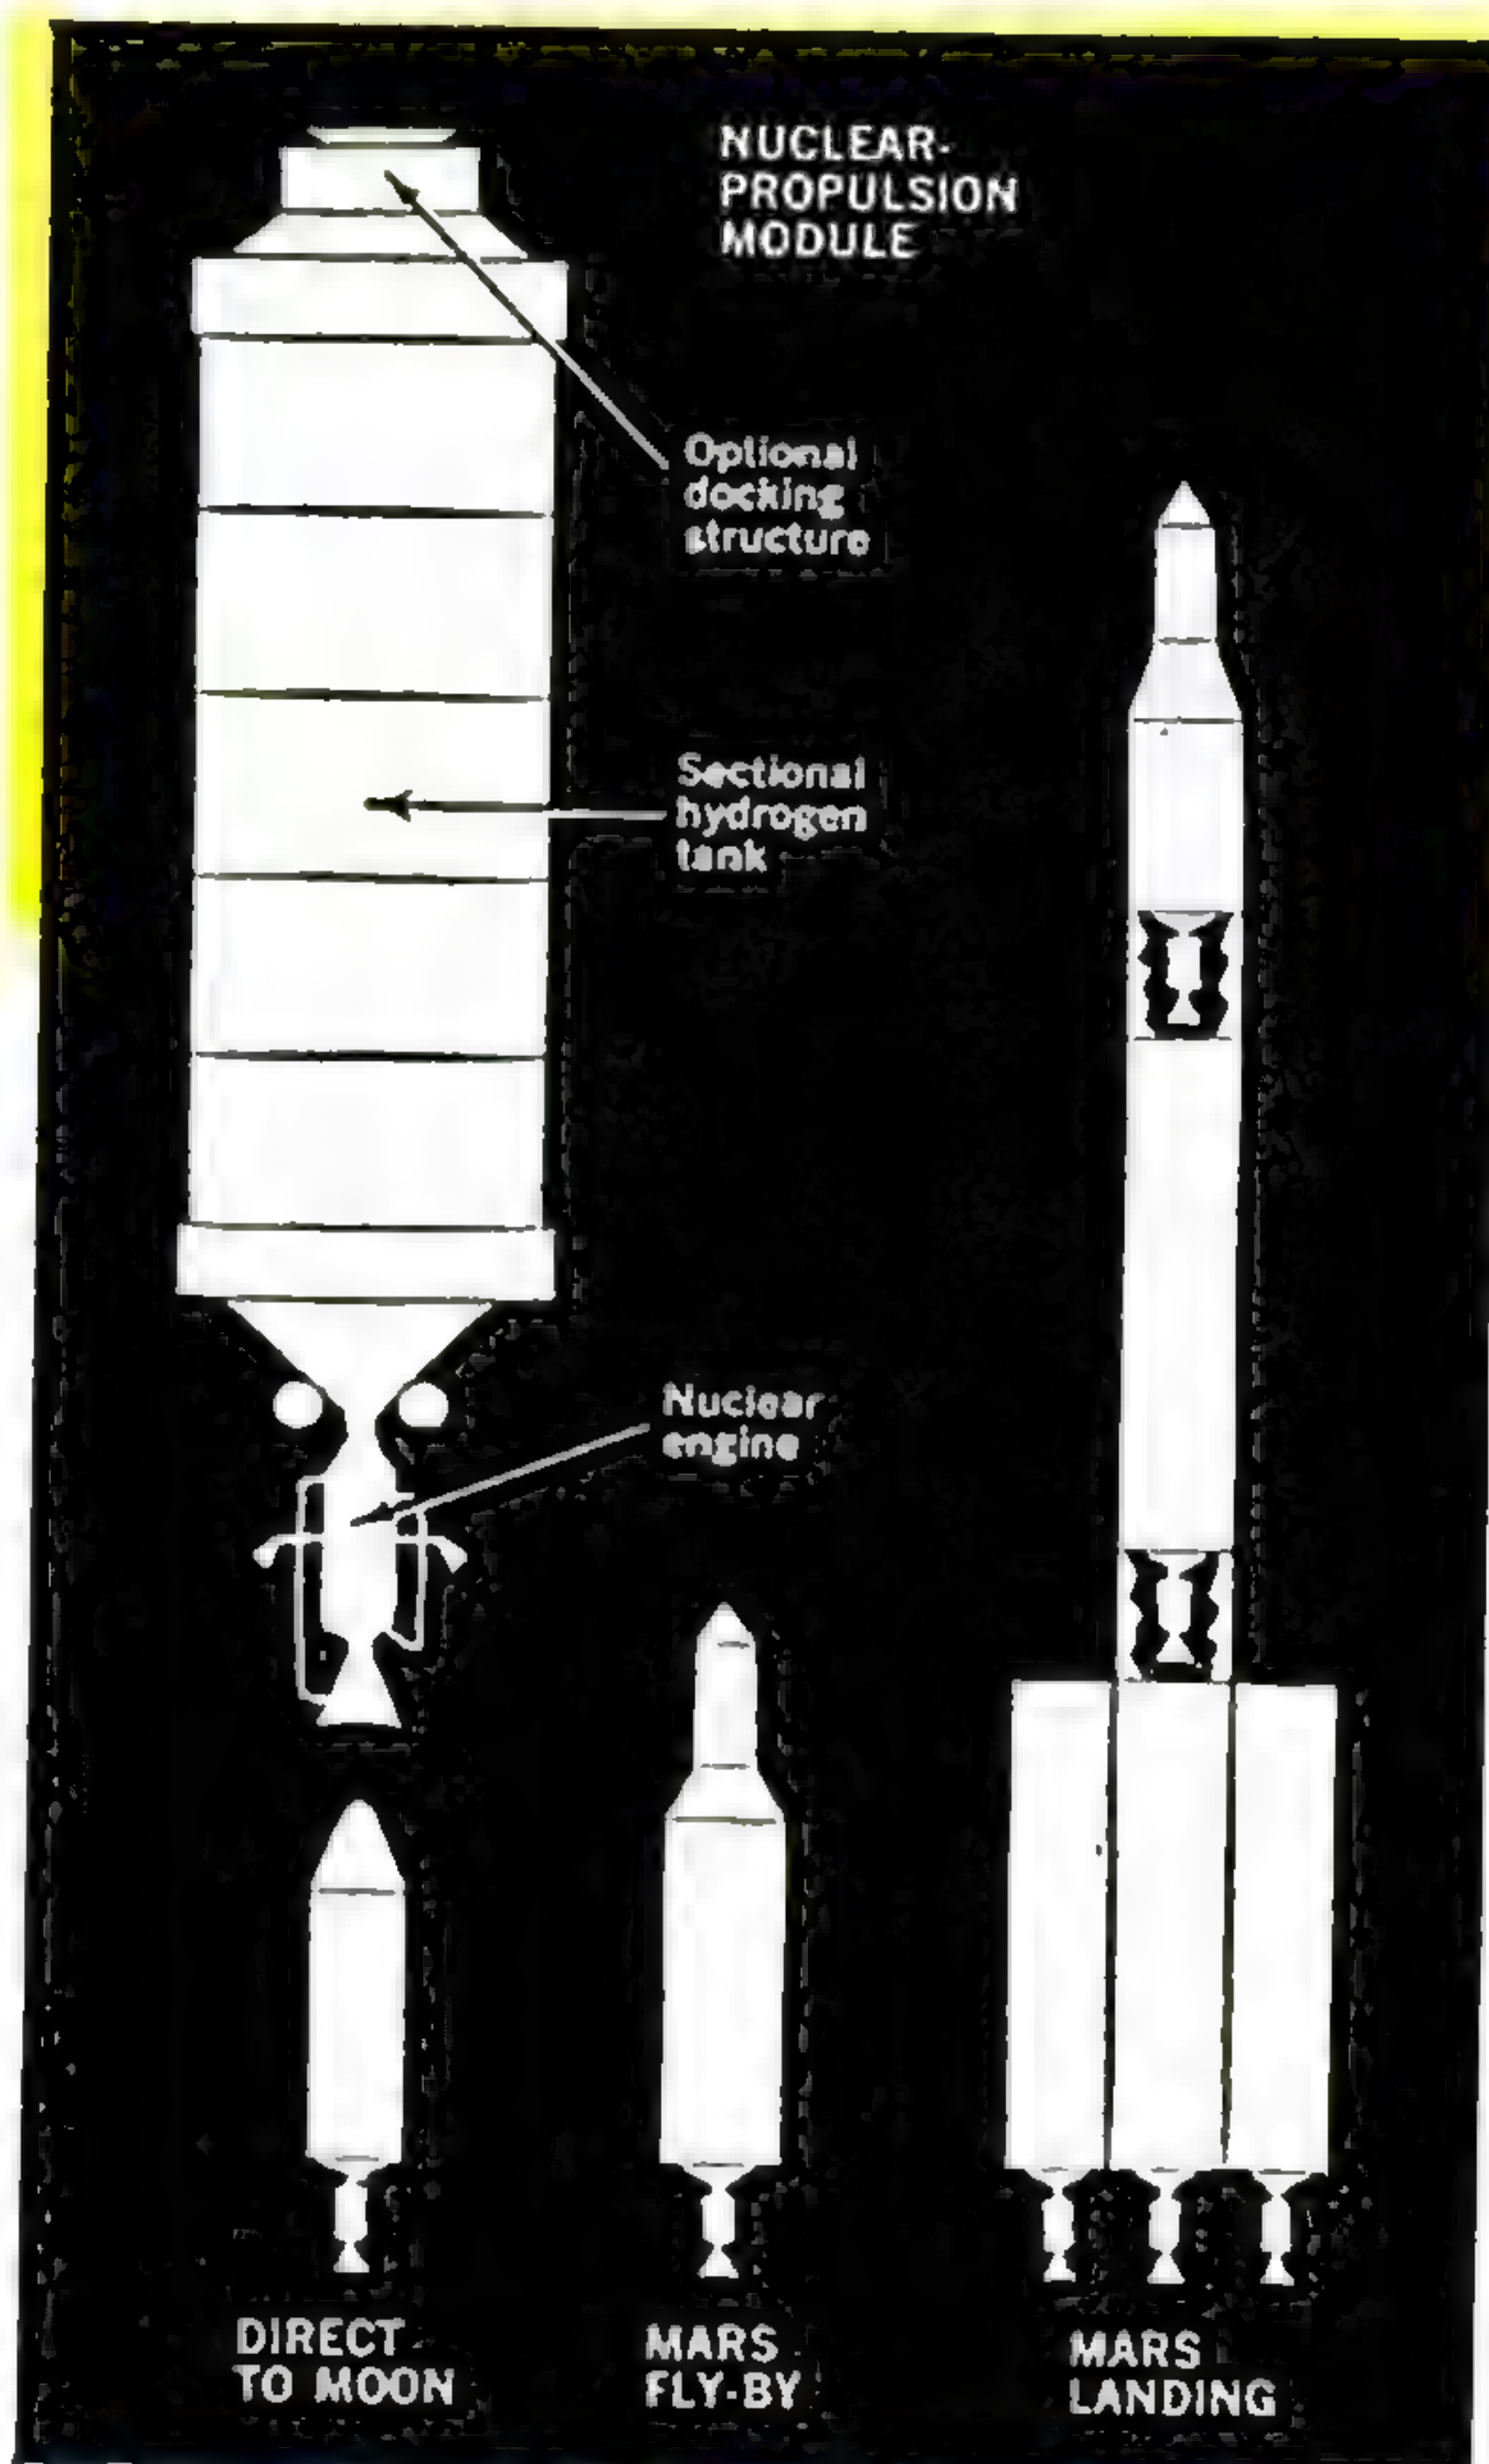 NUCLEAR-
PROPULSION
MODULE
Optional
docking
structure
Sectional
hydrogen
tank
Nuclear
engine
DIRECT
TO MOON
MARS
FLY-BY
MARS
LANDING